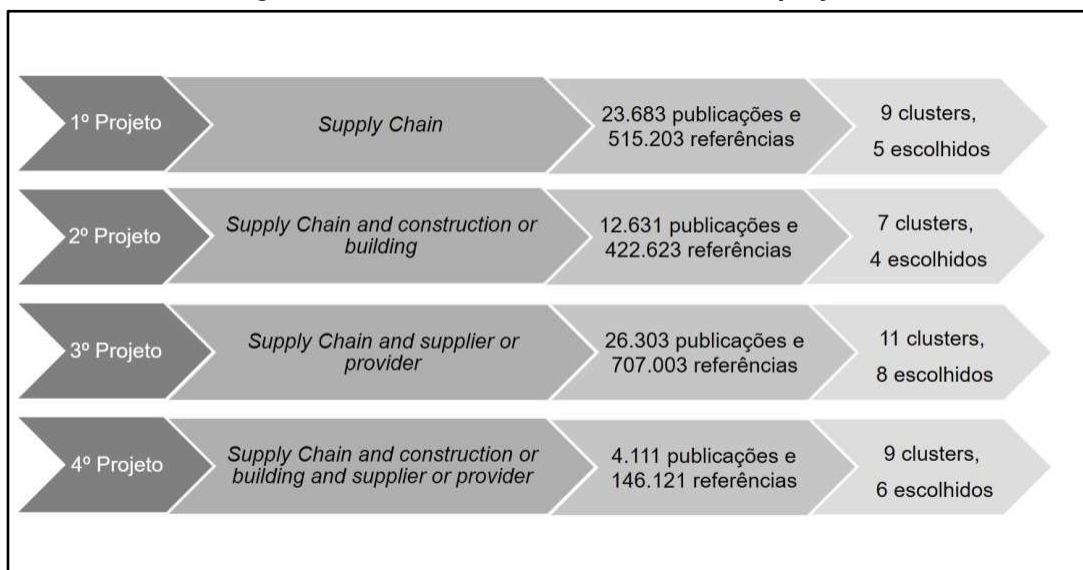 1º Projeto
Supply Chain
23.683 publicações e
515.203 referências
9 clusters,
5 escolhidos
2º Projeto
Supply Chain and construction or
building
12.631 publicações e
422.623 referências
7 clusters,
4 escolhidos
3º Projeto
Supply Chain and supplier or
provider
26.303 publicações e
707.003 referências
11 clusters,
8 escolhidos
4º Projeto
Supply Chain and construction or
building and supplier or provider
4.111 publicações e
146.121 referências
9 clusters,
6 escolhidos